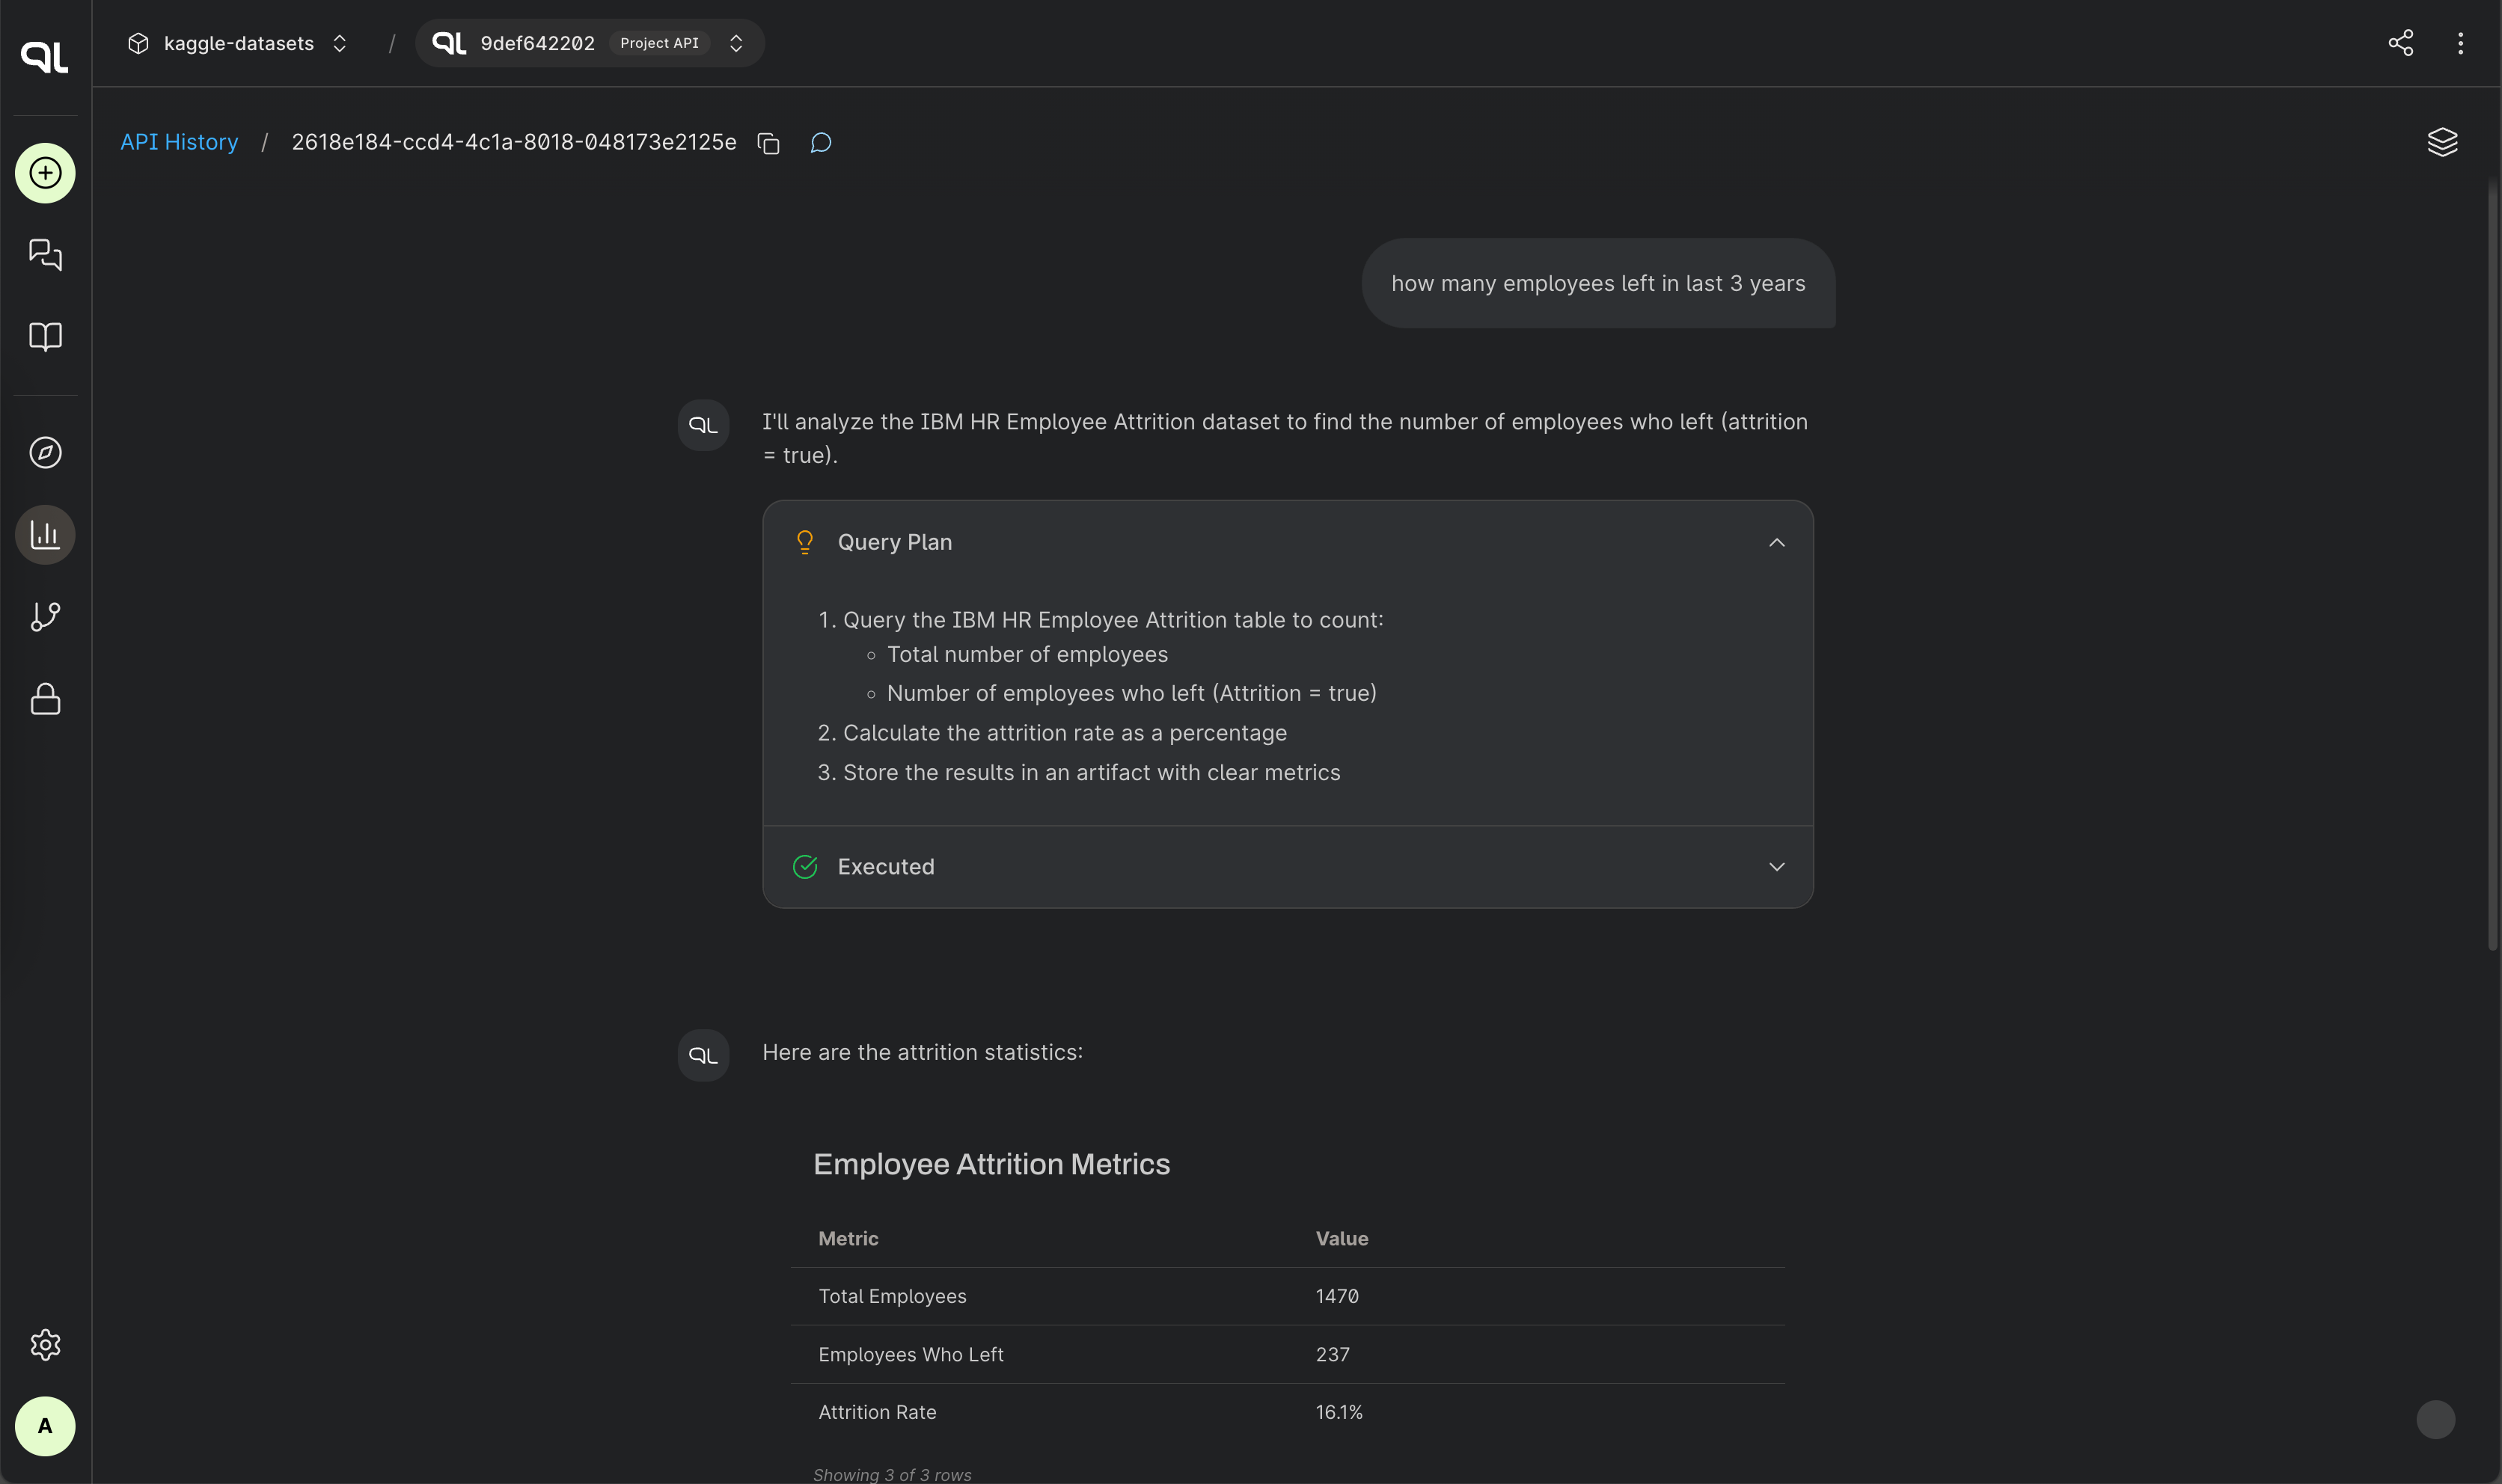 QL
kaggle-datasets / QL 9def642202 Project API
API History / 2618e184-ccd4-4c1a-8018-048173e2125e
how many employees left in last 3 years
QL
I'll analyze the IBM HR Employee Attrition dataset to find the number of employees who left (attrition
= true).
Query Plan
1. Query the IBM HR Employee Attrition table to count:
Total number of employees
Number of employees who left (Attrition = true)
2. Calculate the attrition rate as a percentage
3. Store the results in an artifact with clear metrics
Executed
QL
Here are the attrition statistics:
Employee Attrition Metrics
Metric Value
Total Employees 1470
Employees Who Left 237
Attrition Rate 16.1%
Showing 3 of 3 rows
A